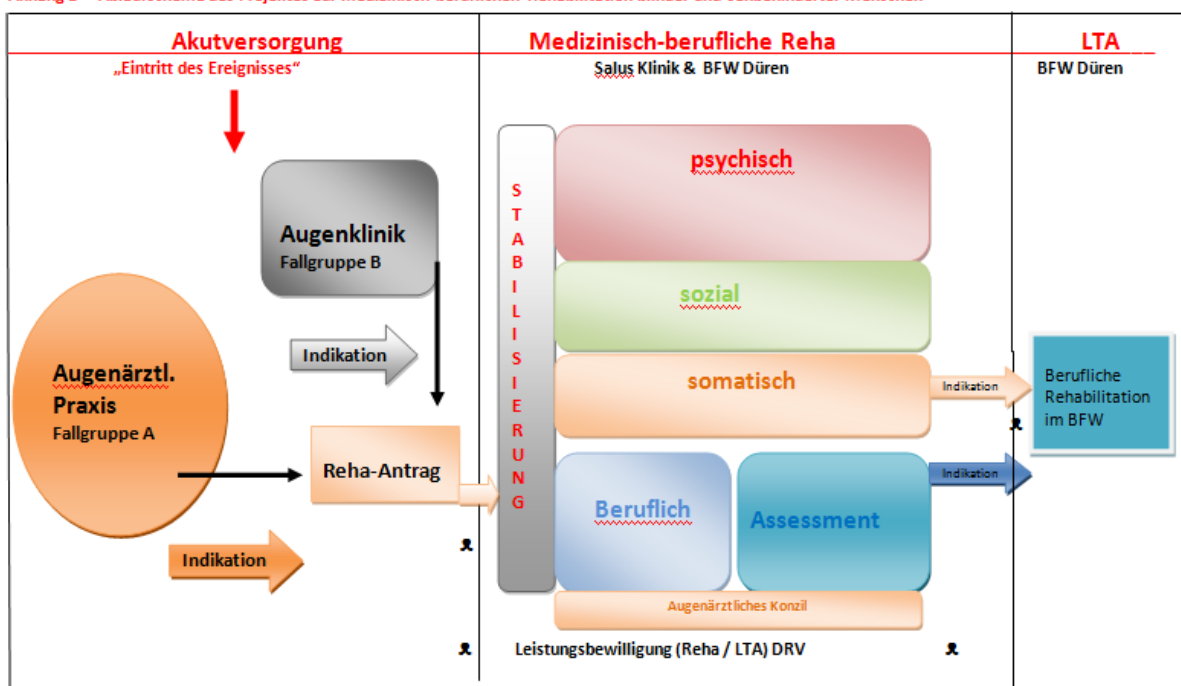 Akutversorgung
„Eintritt des Ereignisses“
Medizinisch-berufliche Reha
Salus Klinik & BFW Düren
LTA
BFW Düren
Augenklinik
Fallgruppe B
Indikation
Augenärztl.
Praxis
Fallgruppe A
Reha-Antrag
Indikation
STABILISIERUNG
psychisch
sozial
somatisch
Beruflich
Assessment
Augenärztliches Konzil
Leistungsbewilligung (Reha / LTA) DRV
Indikation
Indikation
Berufliche
Rehabilitation
im BFW